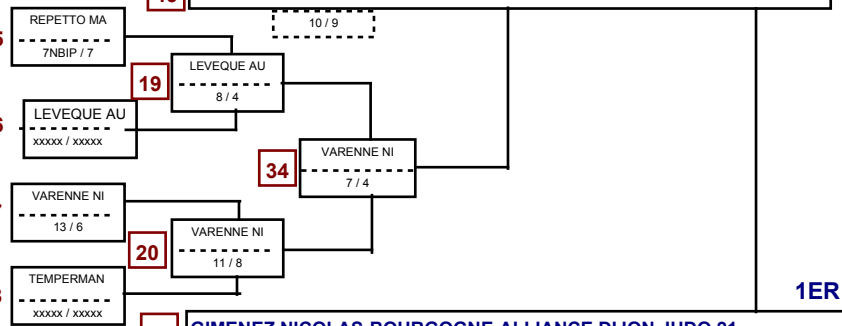 10 / 9
REPETTO MA
7NBIP / 7
19
LEVEQUE AU
8 / 4
LEVEQUE AU
xxxxx / xxxxx
34
VARENNE NI
7 / 4
VARENNE NI
13 / 6
20
VARENNE NI
11 / 8
TEMPERMAN
xxxxx / xxxxx
1ER